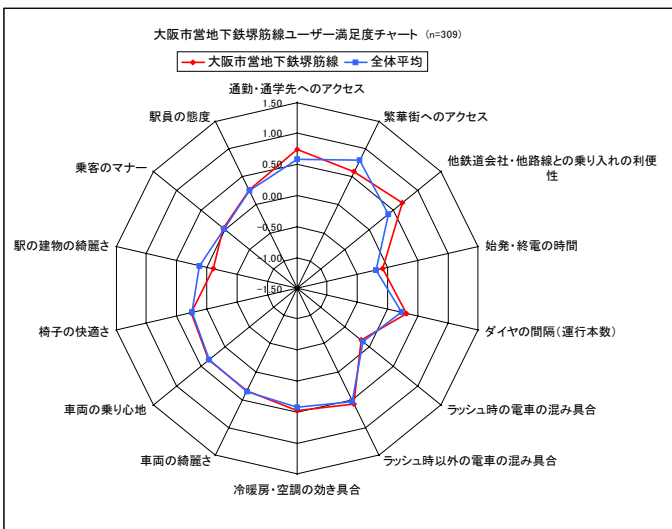 大阪市営地下鉄堺筋線ユーザー満足度チャート (n=309)
大阪市営地下鉄堺筋線 全体平均
通勤・通学先へのアクセス
繁華街へのアクセス
他鉄道会社・他路線との乗り入れの利便
性
始発・終電の時間
ダイヤの間隔(運行本数)
ラッシュ時の電車の混み具合
ラッシュ時以外の電車の混み具合
冷暖房・空調の効き具合
車両の綺麗さ
車両の乗り心地
椅子の快適さ
駅の建物の綺麗さ
乗客のマナー
駅員の態度
1.50
1.00
0.50
0.00
-0.50
-1.00
-1.50